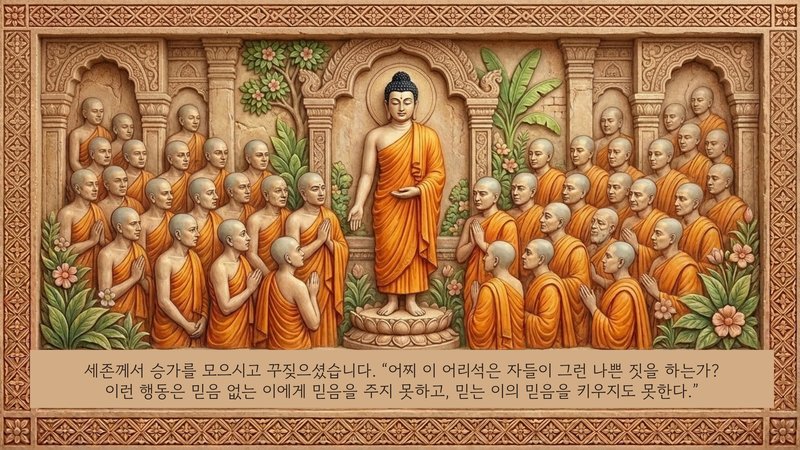 세존께서 승가를 모으시고 꾸짖으셨습니다. “어찌 이 어리석은 자들이 그런 나쁜 짓을 하는가?
이런 행동은 믿음 없는 이에게 믿음을 주지 못하고, 믿는 이의 믿음을 키우지도 못한다.”